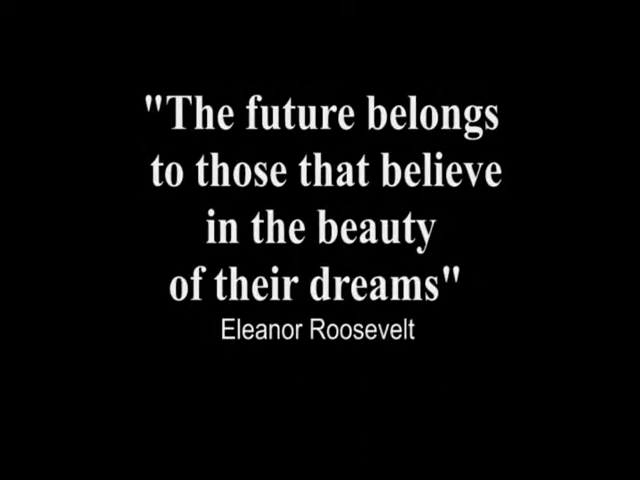 "The future belongs
to those that believe
in the beauty
of their dreams"
Eleanor Roosevelt